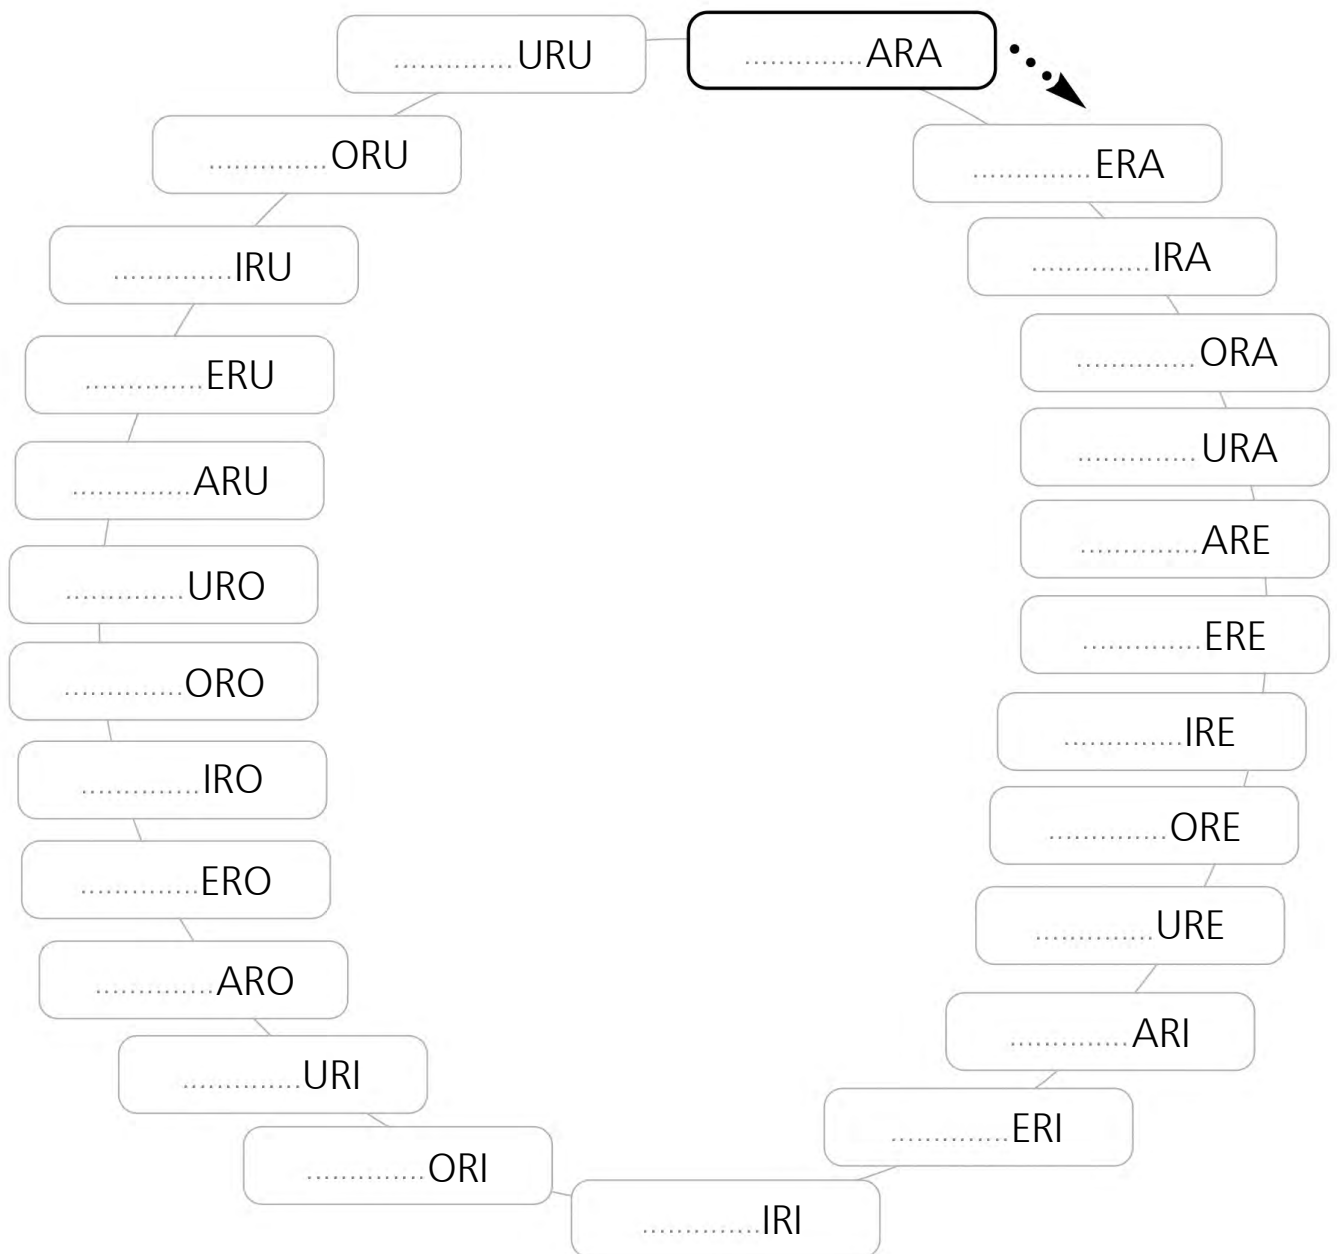 ..............ARA
..............ERA
..............IRA
..............ORA
..............URA
..............ARE
..............ERE
..............IRE
..............ORE
..............URE
..............ARI
..............ERI
..............IRI
..............ORI
..............URI
..............ARO
..............ERO
..............IRO
..............ORO
..............URO
..............ARU
..............ERU
..............IRU
..............ORU
..............URU